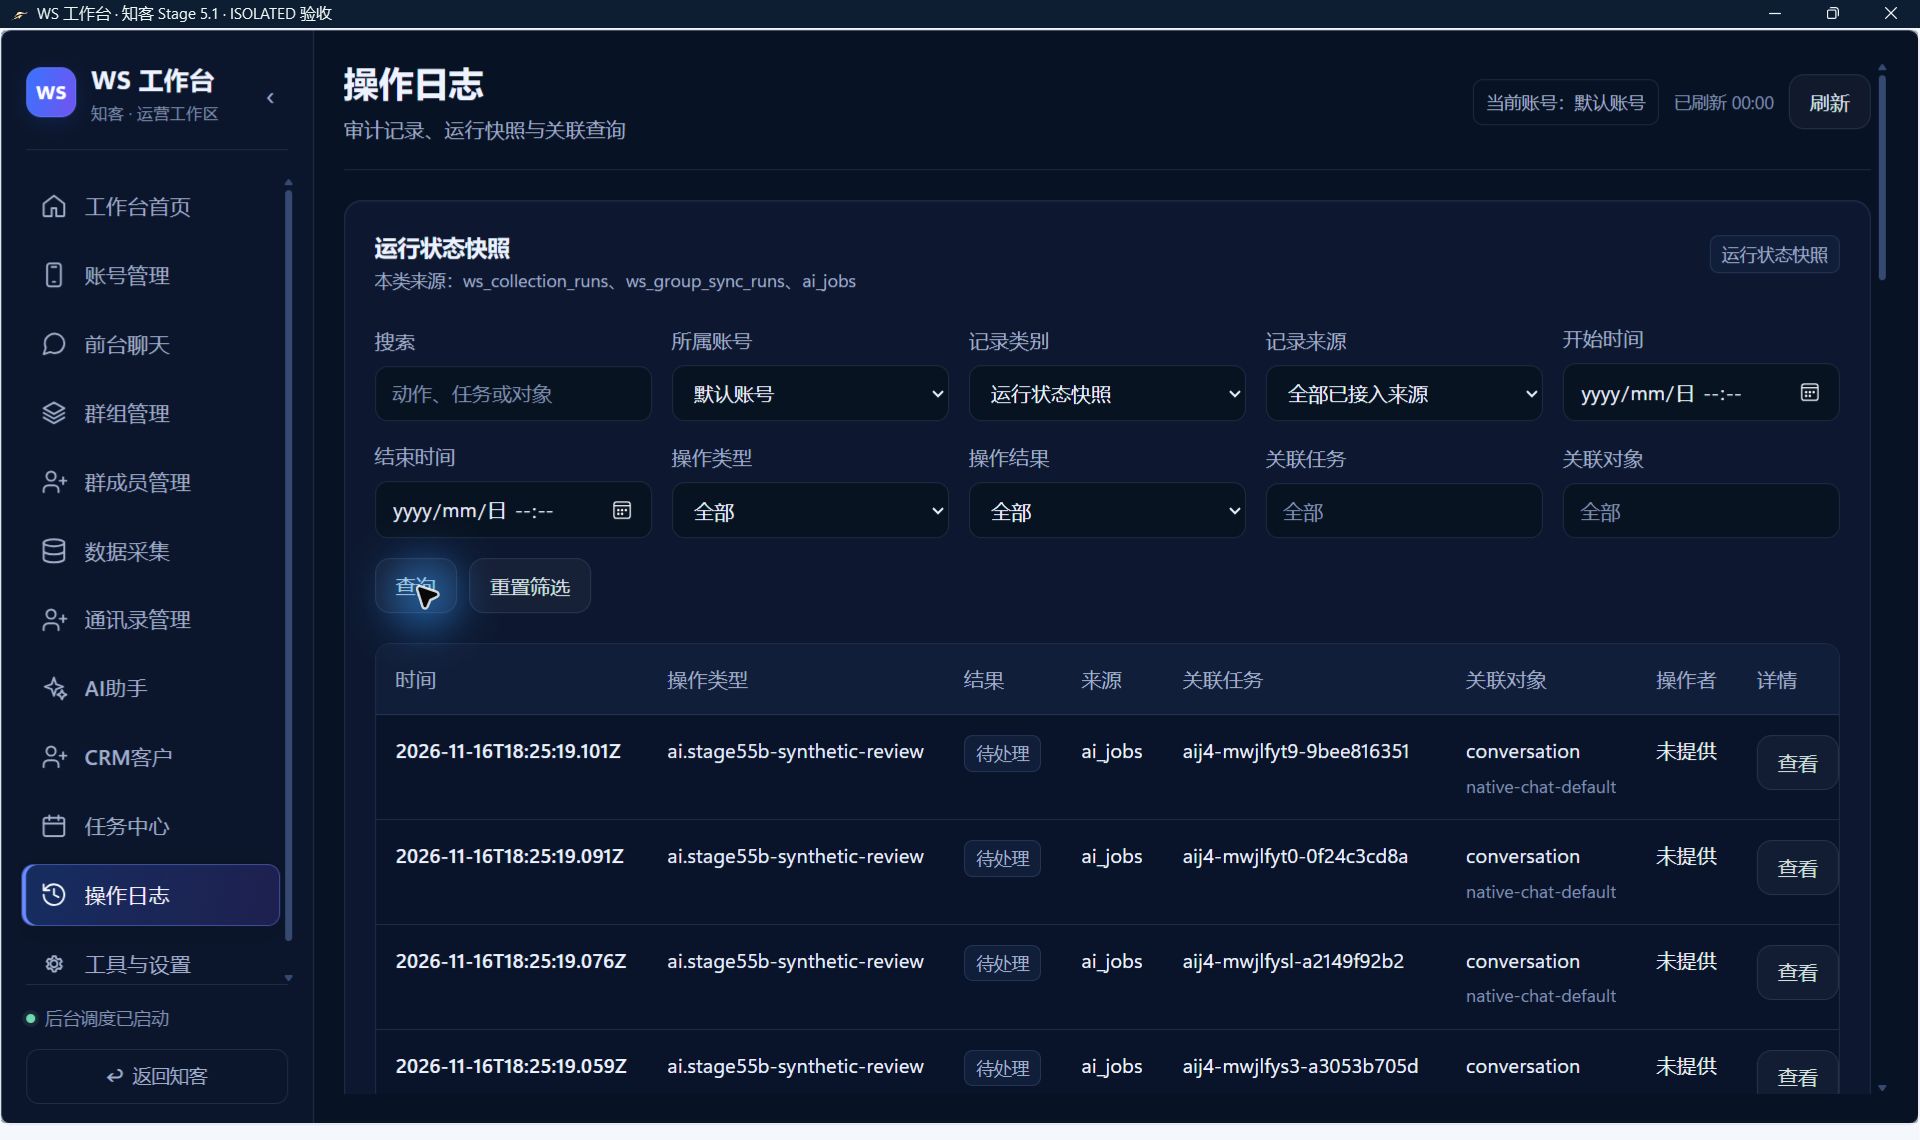 WS 工作台 · 知客 Stage 5.1 · ISOLATED 验收
WS
WS 工作台
知客 · 运营工作区
工作台首页
账号管理
前台聊天
群组管理
群成员管理
数据采集
通讯录管理
AI助手
CRM客户
任务中心
操作日志
工具与设置
后台调度已启动
返回知客
操作日志
审计记录、运行快照与关联查询
当前账号：默认账号
已刷新 00:00
刷新
运行状态快照
本类来源：ws_collection_runs、ws_group_sync_runs、ai_jobs
运行状态快照
搜索 所属账号 记录类别 记录来源 开始时间
动作、任务或对象 默认账号 运行状态快照 全部已接入来源 yyyy/mm/日 --:--
结束时间 操作类型 操作结果 关联任务 关联对象
yyyy/mm/日 --:-- 全部 全部 全部 全部
查询 重置筛选
时间 操作类型 结果 来源 关联任务 关联对象 操作者 详情
2026-11-16T18:25:19.101Z ai.stage55b-synthetic-review 待处理 ai_jobs aij4-mwjlfyt9-9bee816351 conversation 未提供 查看
native-chat-default
2026-11-16T18:25:19.091Z ai.stage55b-synthetic-review 待处理 ai_jobs aij4-mwjlfyt0-0f24c3cd8a conversation 未提供 查看
native-chat-default
2026-11-16T18:25:19.076Z ai.stage55b-synthetic-review 待处理 ai_jobs aij4-mwjlfysl-a2149f92b2 conversation 未提供 查看
native-chat-default
2026-11-16T18:25:19.059Z ai.stage55b-synthetic-review 待处理 ai_jobs aij4-mwjlfys3-a3053b705d conversation 未提供 查看